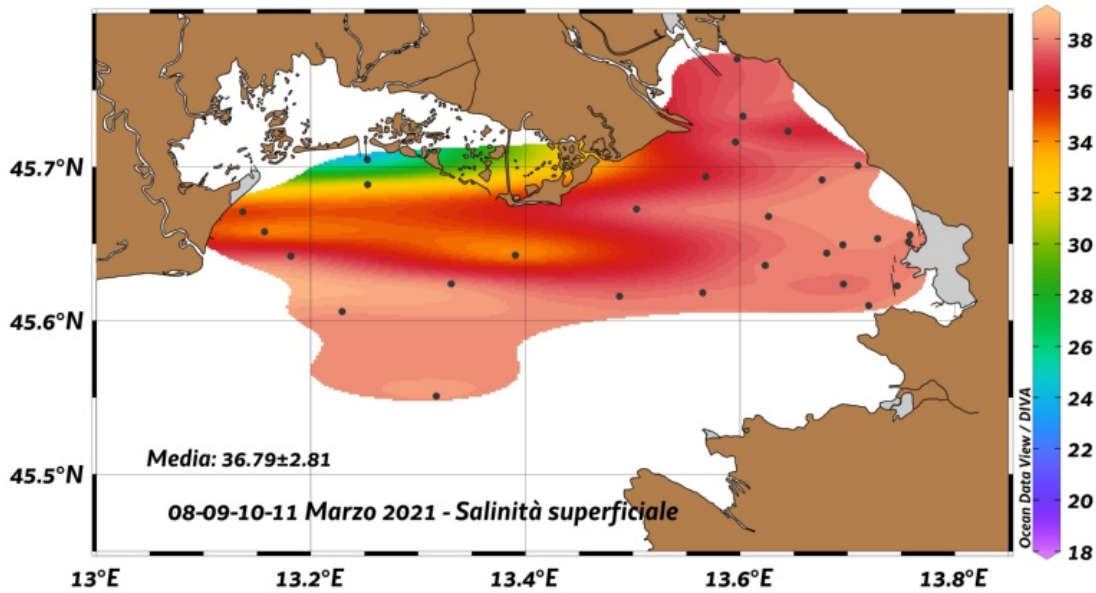 45.7°N
45.6°N
45.5°N
Media: 36.79±2.81
08-09-10-11 Marzo 2021 - Salinità superficiale
13°E
13.2°E
13.4°E
13.6°E
13.8°E
Ocean Data View / DIVA
38
36
34
32
30
28
26
24
22
20
18